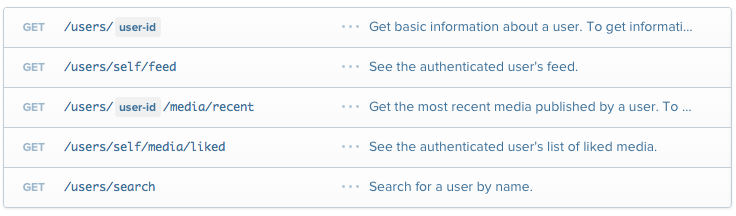 GET /users/ user-id ··· Get basic information about a user. To get informati...
GET /users/self/feed ··· See the authenticated user's feed.
GET /users/ user-id /media/recent ··· Get the most recent media published by a user. To ...
GET /users/self/media/liked ··· See the authenticated user's list of liked media.
GET /users/search ··· Search for a user by name.